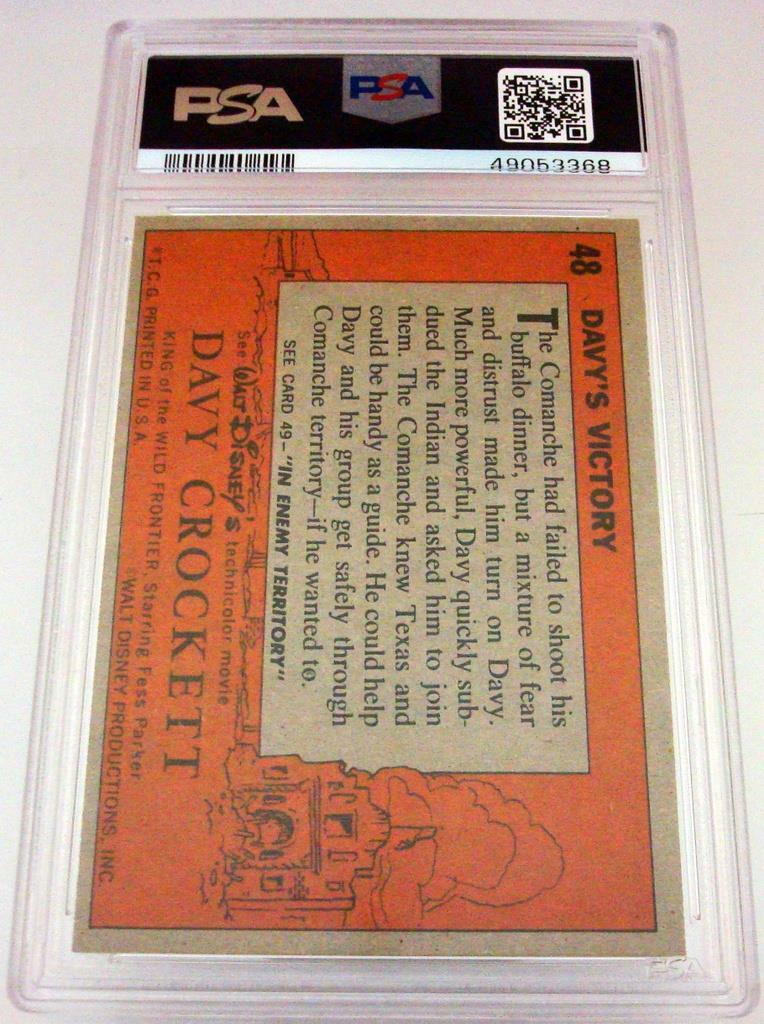 PSA
PSA
49053368
48 DAVY'S VICTORY
The Comanche had failed to shoot his
buffalo dinner, but a mixture of fear
and distrust made him turn on Davy.
Much more powerful, Davy quickly sub-
dued the Indian and asked him to join
them. The Comanche knew Texas and
could be handy as a guide. He could help
Davy and his group get safely through
Comanche territory—if he wanted to.
SEE CARD 49—"IN ENEMY TERRITORY"
See WALT DISNEY'S technicolor movie
DAVY CROCKETT
KING of the WILD FRONTIER, Starring Fess Parker
©WALT DISNEY PRODUCTIONS, INC.
T.C.G. PRINTED IN U.S.A.
PSA